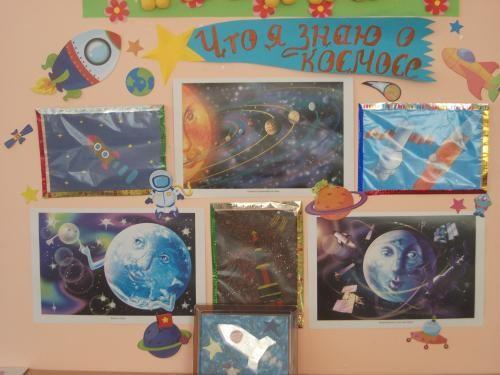 Что я знаю о
космосе